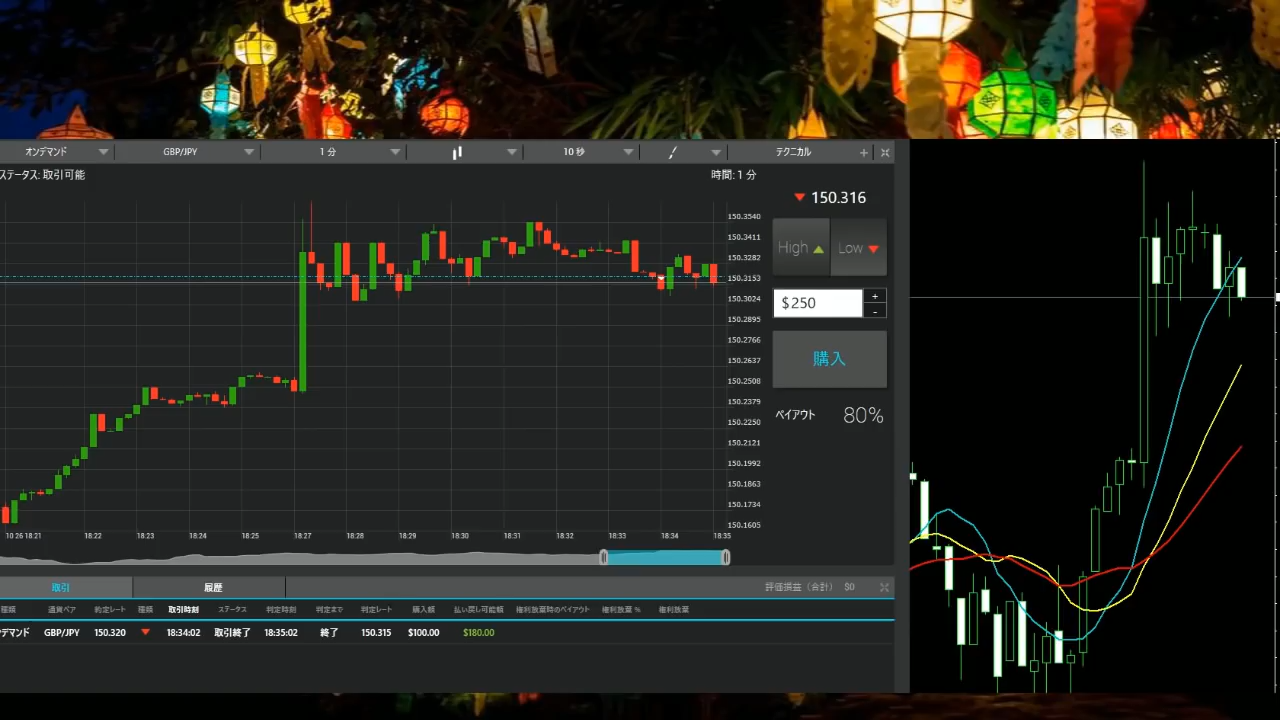 オンデマンド GBP/JPY 1 分 10 秒 テクニカル
ステータス: 取引可能 時間: 1 分
150.316
High Low
$250
+
-
購入
ペイアウト 80%
150.3540
150.3411
150.3282
150.3153
150.3024
150.2895
150.2766
150.2637
150.2508
150.2379
150.2250
150.2121
150.1992
150.1863
150.1734
150.1605
10 26 18:21 18:22 18:23 18:24 18:25 18:27 18:28 18:29 18:30 18:31 18:32 18:33 18:34 18:35
取引 履歴 評価損益（合計） $0
種類 通貨ペア 約定レート 種類 取引時刻 ステータス 判定時刻 判定まで 判定レート 購入額 払い戻し可能額 権利放棄時のペイアウト 権利放棄 % 権利放棄
デマンド GBP/JPY 150.320 18:34:02 取引終了 18:35:02 終了 150.315 $100.00 $180.00